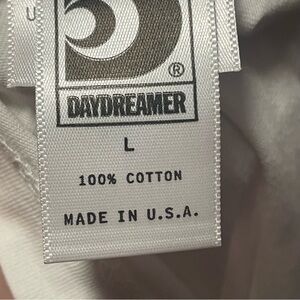 U
®
DAYDREAMER
L
100% COTTON
MADE IN U.S.A.